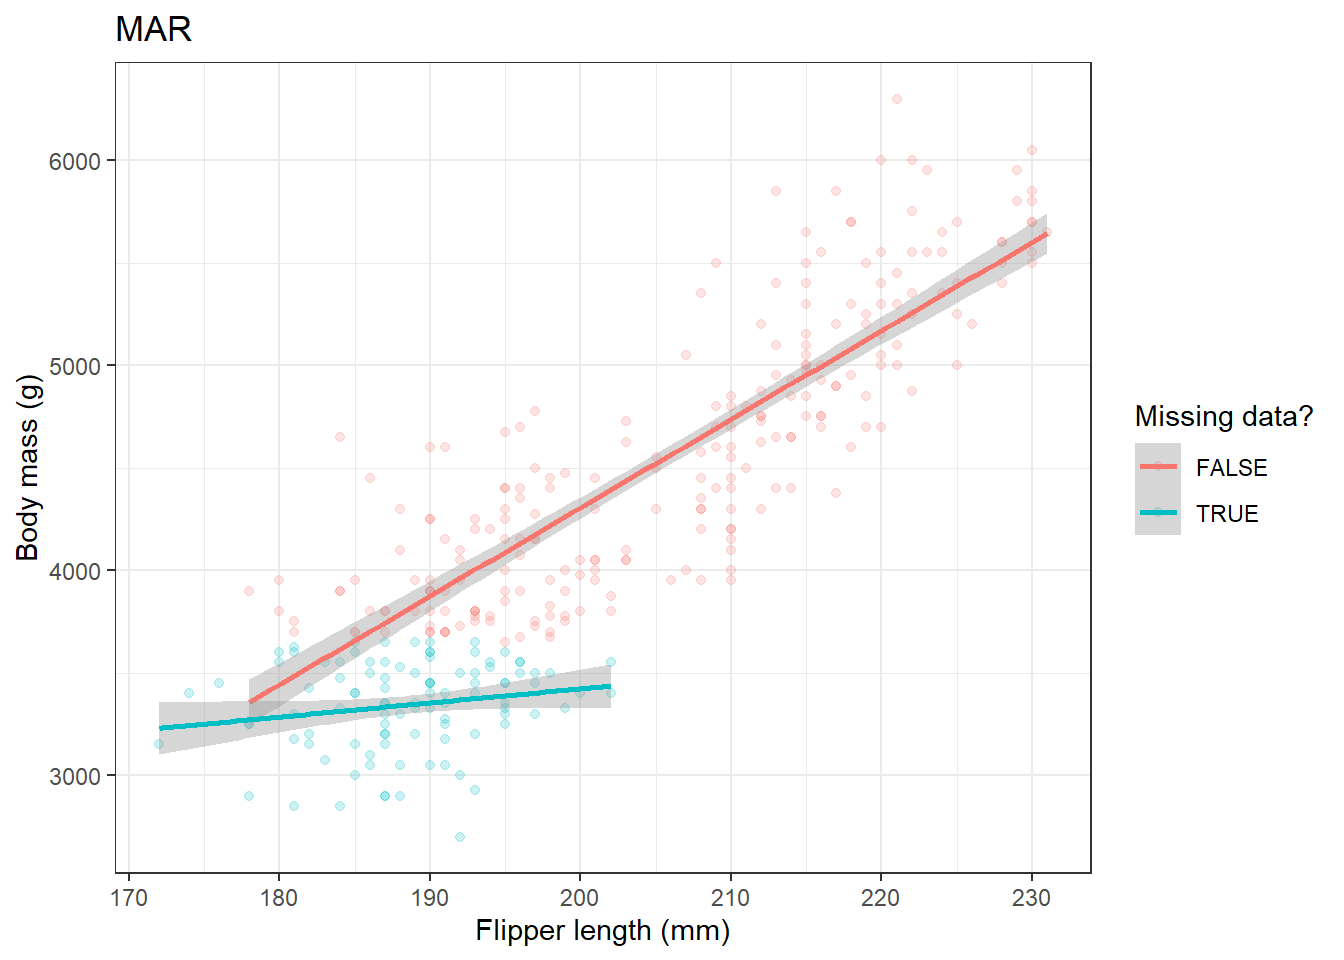 MAR
6000
5000
4000
3000
Body mass (g)
170 180 190 200 210 220 230
Flipper length (mm)
Missing data?
FALSE
TRUE